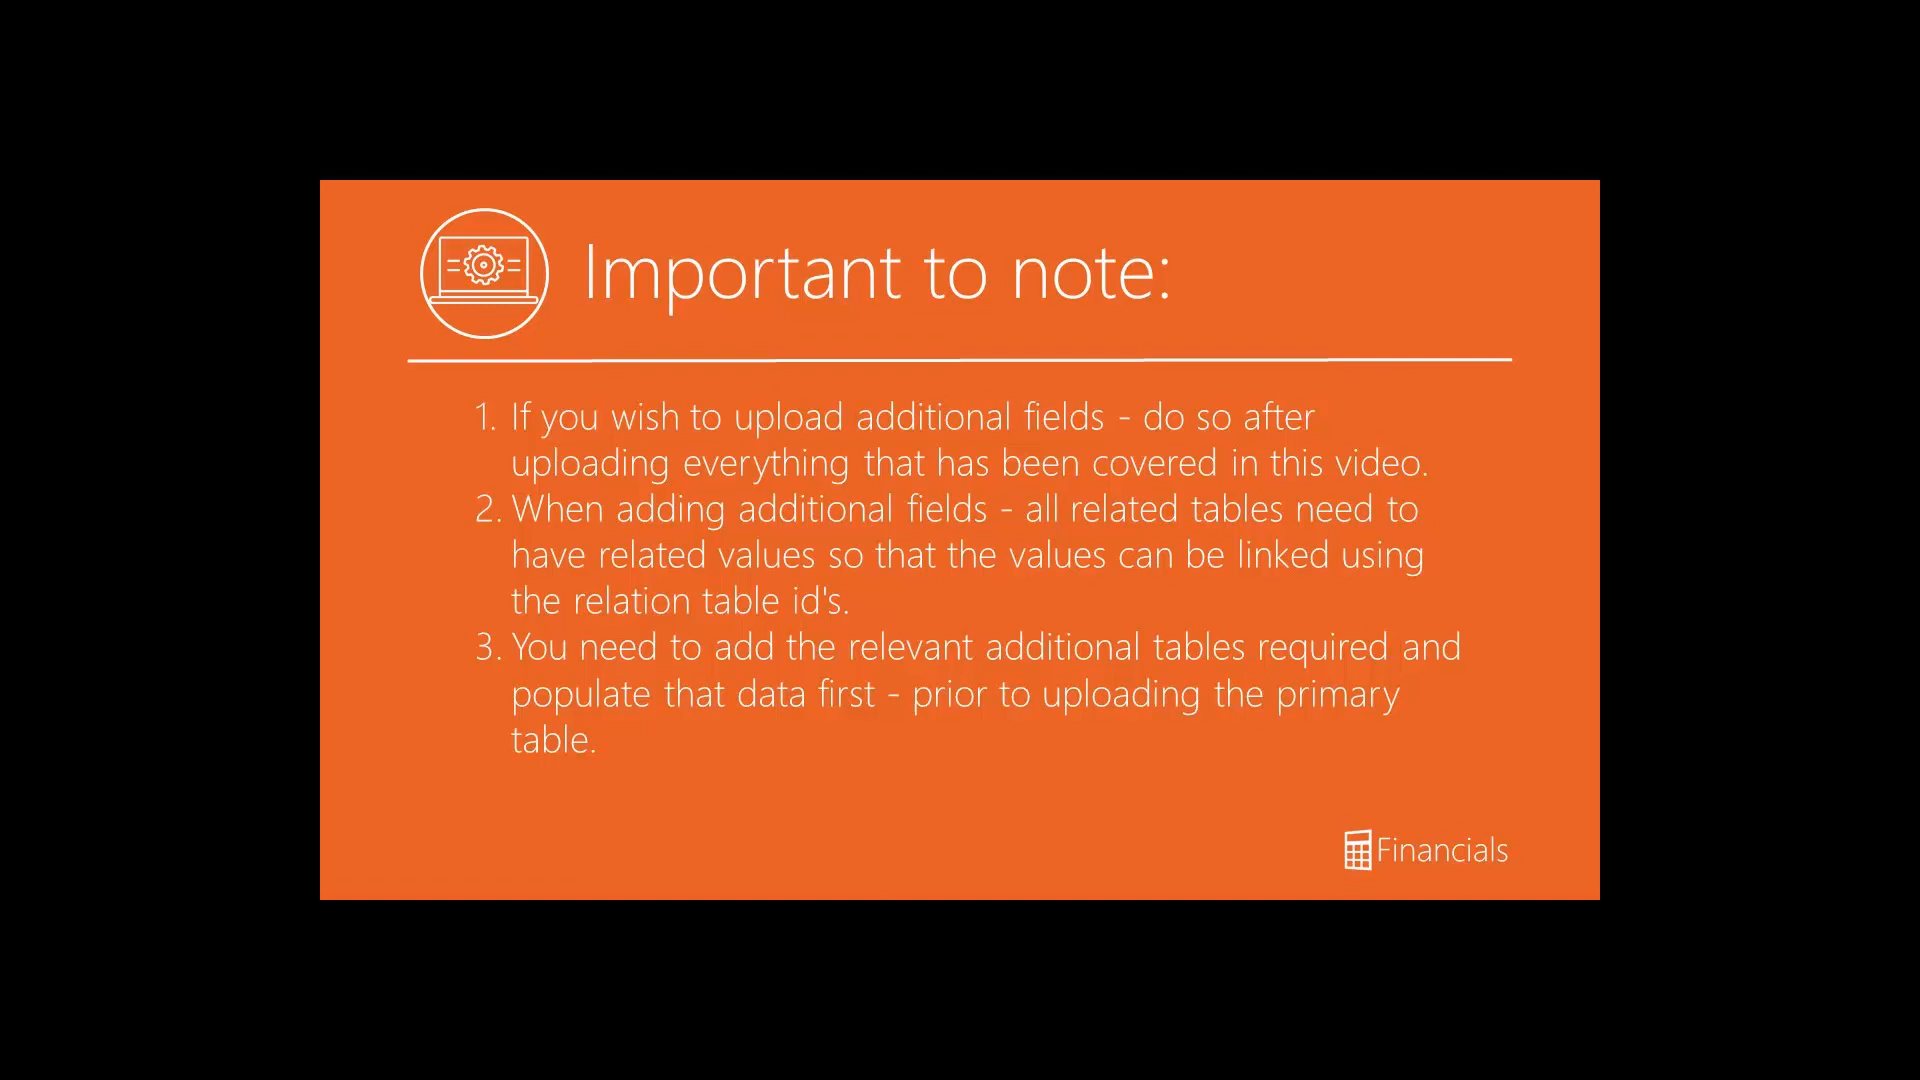 Important to note:
1. If you wish to upload additional fields - do so after
uploading everything that has been covered in this video.
2. When adding additional fields - all related tables need to
have related values so that the values can be linked using
the relation table id's.
3. You need to add the relevant additional tables required and
populate that data first - prior to uploading the primary
table.
Financials